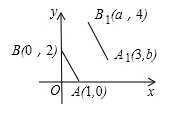 y
B₁(a , 4)
B(0 , 2)
A₁(3,b)
O A(1,0) x